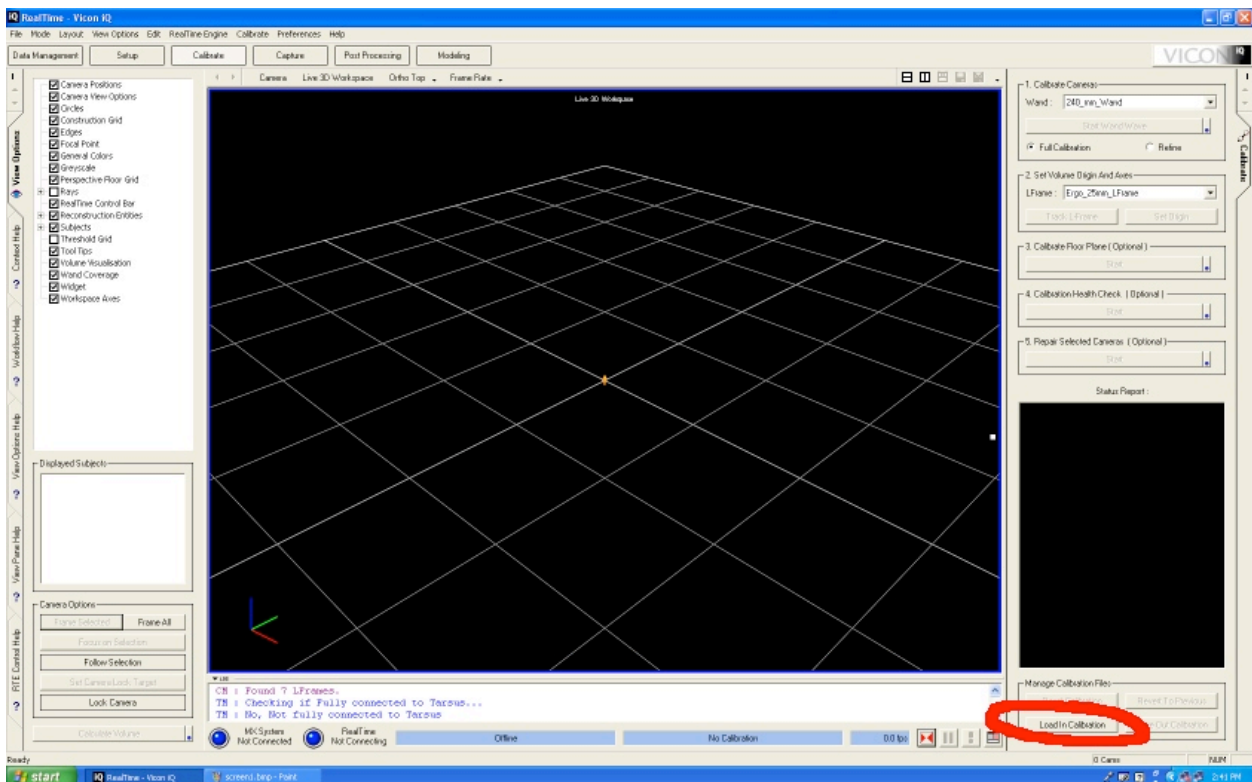 RealTime - Vicon iQ
File Mode Layout View Options Edit RealTime Engine Calibrate Preferences Help
Data Management Setup Calibrate Capture Post Processing Modeling
VICON iQ
View Options
Context Help
Workflow Help
View Options Help
View Pane Help
RTE Control Help
Camera Positions
Camera View Options
Circles
Construction Grid
Edges
Focal Point
General Colors
Greyscale
Perspective Floor Grid
Rays
RealTime Control Bar
Reconstruction Entities
Subjects
Threshold Grid
Tool Tips
Volume Visualisation
Wand Coverage
Widget
Workspace Axes
Displayed Subjects
Camera Options
Frame Selected Frame All
Focus on Selection
Follow Selection
Set Camera Lock Target
Lock Camera
Calculate Volume
Camera Live 3D Workspace Ortho Top Frame Rate
Live 3D Workspace
CM : Found 7 LFrames.
TM : Checking if Fully connected to Tarsus...
TM : No, Not fully connected to Tarsus
MX System
Not Connected
RealTime
Not Connecting
Offline
No Calibration
0.0 fps
1. Calibrate Cameras
Wand : 240_mm_Wand
Start Wand Wave
Full Calibration Refine
2. Set Volume Origin And Axes
LFrame : Ergo_25mm_LFrame
Track LFrame Set Origin
3. Calibrate Floor Plane ( Optional )
Start
4. Calibration Health Check ( Optional )
Start
5. Repair Selected Cameras ( Optional )
Start
Status Report :
Manage Calibration Files
Revert To Previous
Load In Calibration Out Calibration
Calibrate
Ready
0 Cams NUM
start RealTime - Vicon iQ screen1.bmp - Paint 2:41 PM